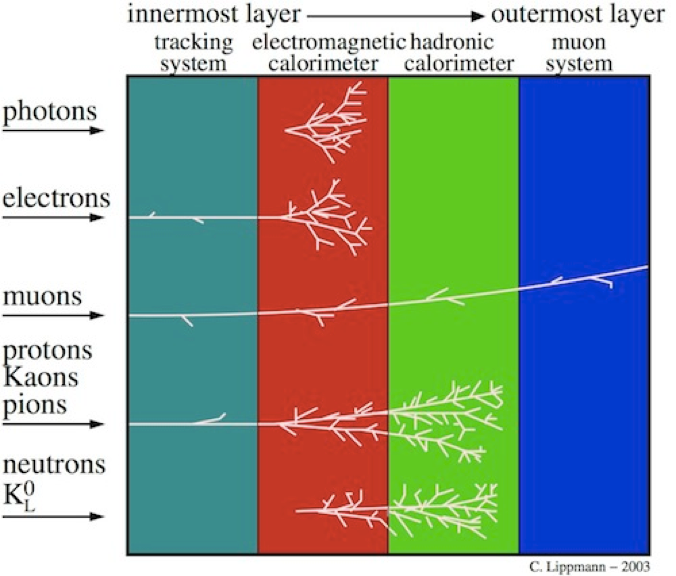 innermost layer outermost layer
tracking electromagnetic hadronic muon
system calorimeter calorimeter system
photons
electrons
muons
protons
Kaons
pions
neutrons
K⁰L
C. Lippmann – 2003